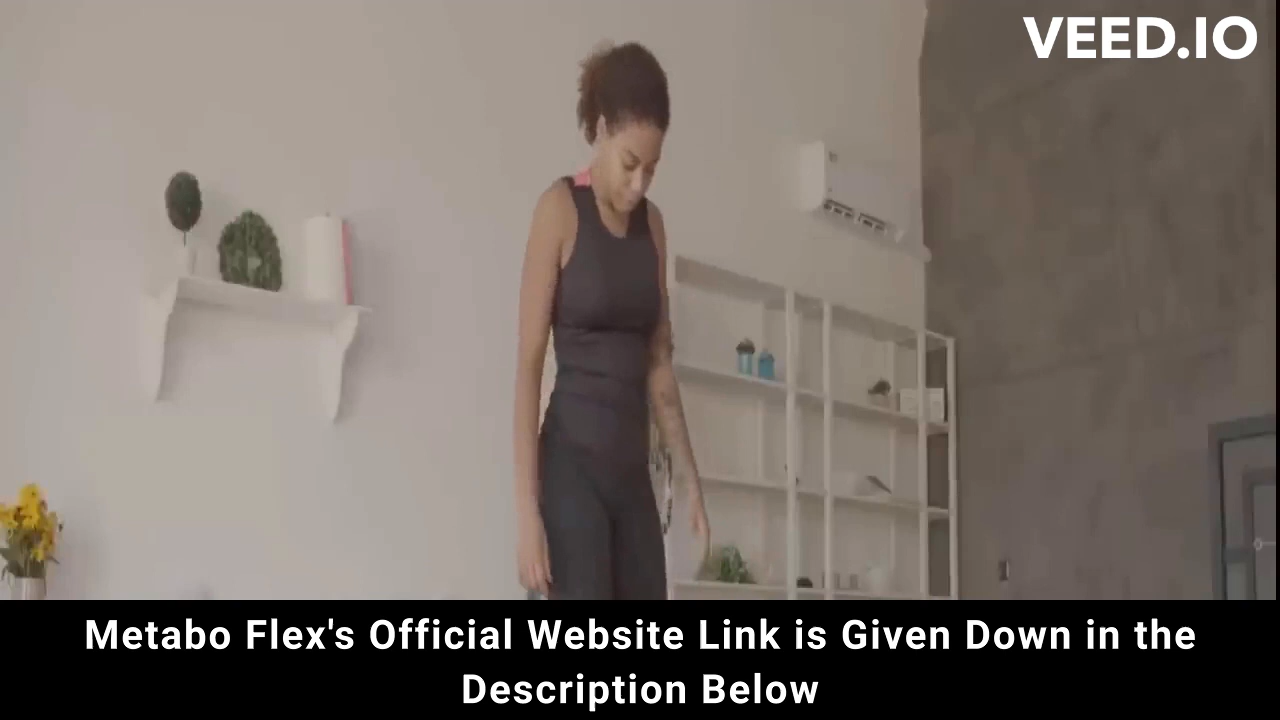 VEED.IO
Metabo Flex's Official Website Link is Given Down in the
Description Below